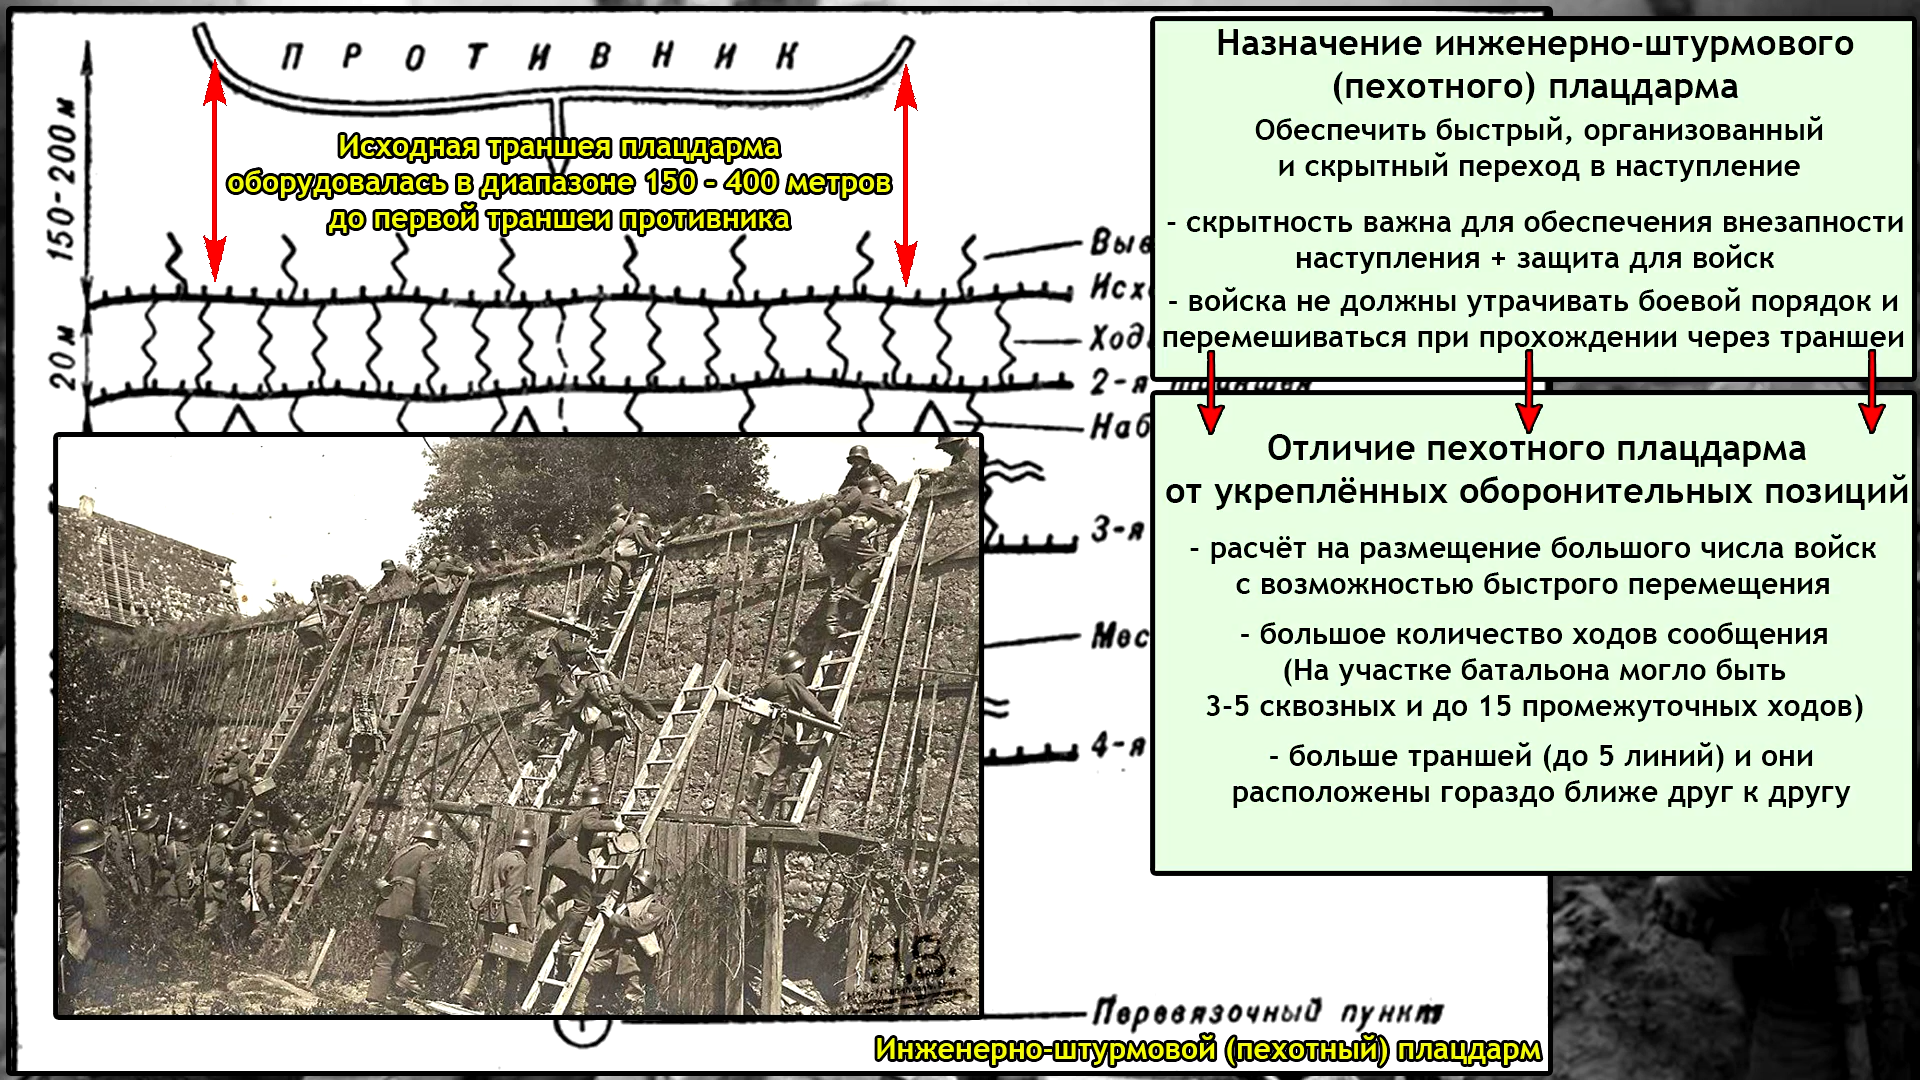 ПРОТИВНИК
150-200 м
Исходная траншея плацдарма
оборудовалась в диапазоне 150 - 400 метров
до первой траншеи противника
20 м
2-я траншея
3-я
4-я
Перевязочный пункт
Инженерно-штурмовой (пехотный) плацдарм
Назначение инженерно-штурмового
(пехотного) плацдарма
Обеспечить быстрый, организованный
и скрытный переход в наступление
- скрытность важна для обеспечения внезапности
наступления + защита для войск
- войска не должны утрачивать боевой порядок и
перемешиваться при прохождении через траншеи
Отличие пехотного плацдарма
от укреплённых оборонительных позиций
- расчёт на размещение большого числа войск
с возможностью быстрого перемещения
- большое количество ходов сообщения
(На участке батальона могло быть
3-5 сквозных и до 15 промежуточных ходов)
- больше траншей (до 5 линий) и они
расположены гораздо ближе друг к другу